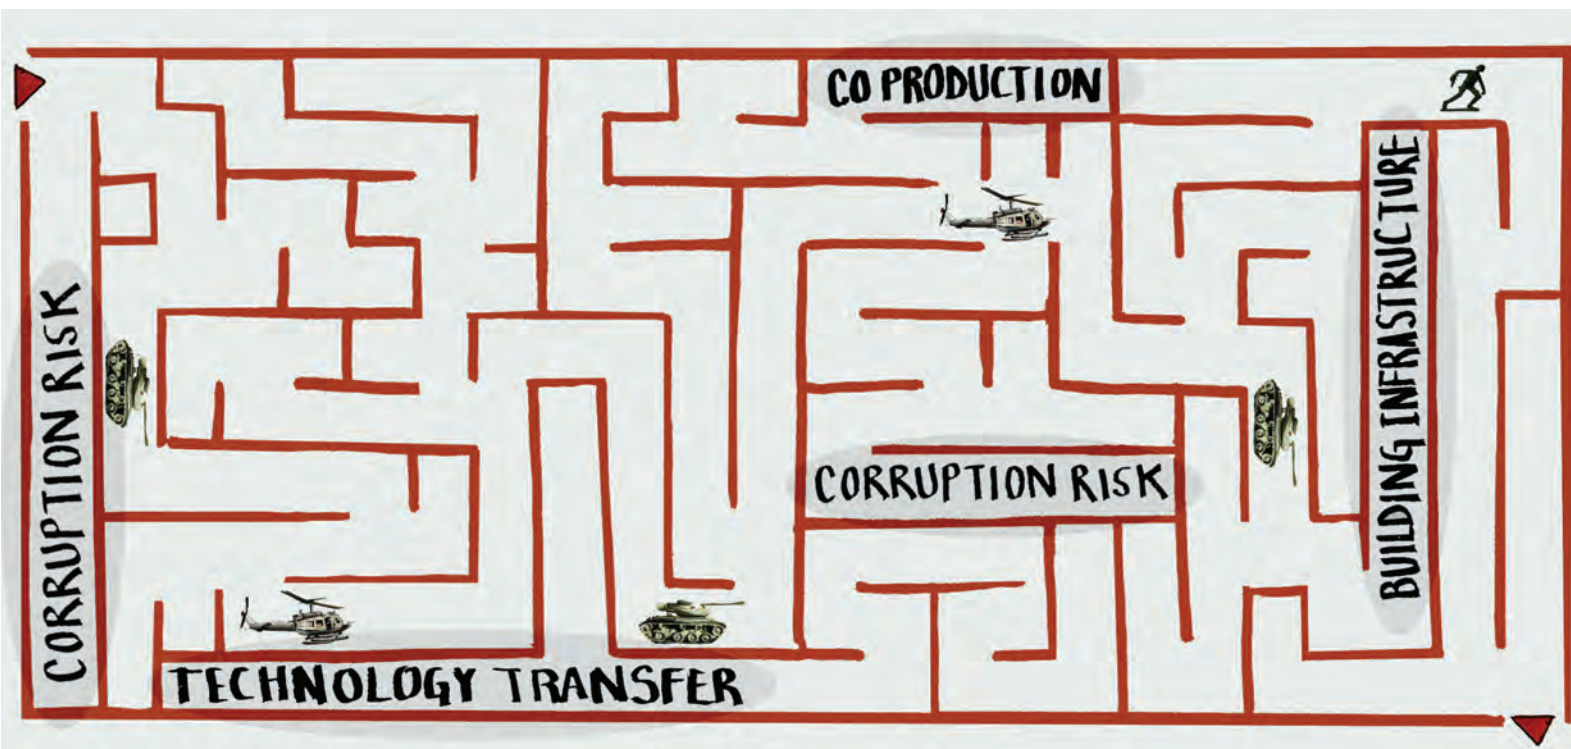 CO PRODUCTION
CORRUPTION RISK
BUILDING INFRASTRUCTURE
CORRUPTION RISK
TECHNOLOGY TRANSFER